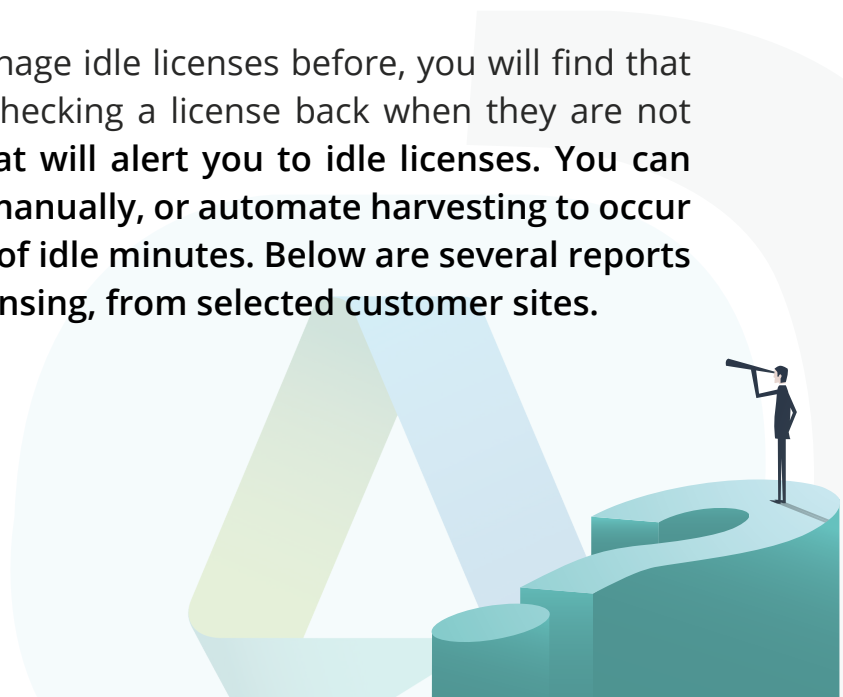 nage idle licenses before, you will find that
hecking a license back when they are not
at will alert you to idle licenses. You can
manually, or automate harvesting to occur
of idle minutes. Below are several reports
nsing, from selected customer sites.